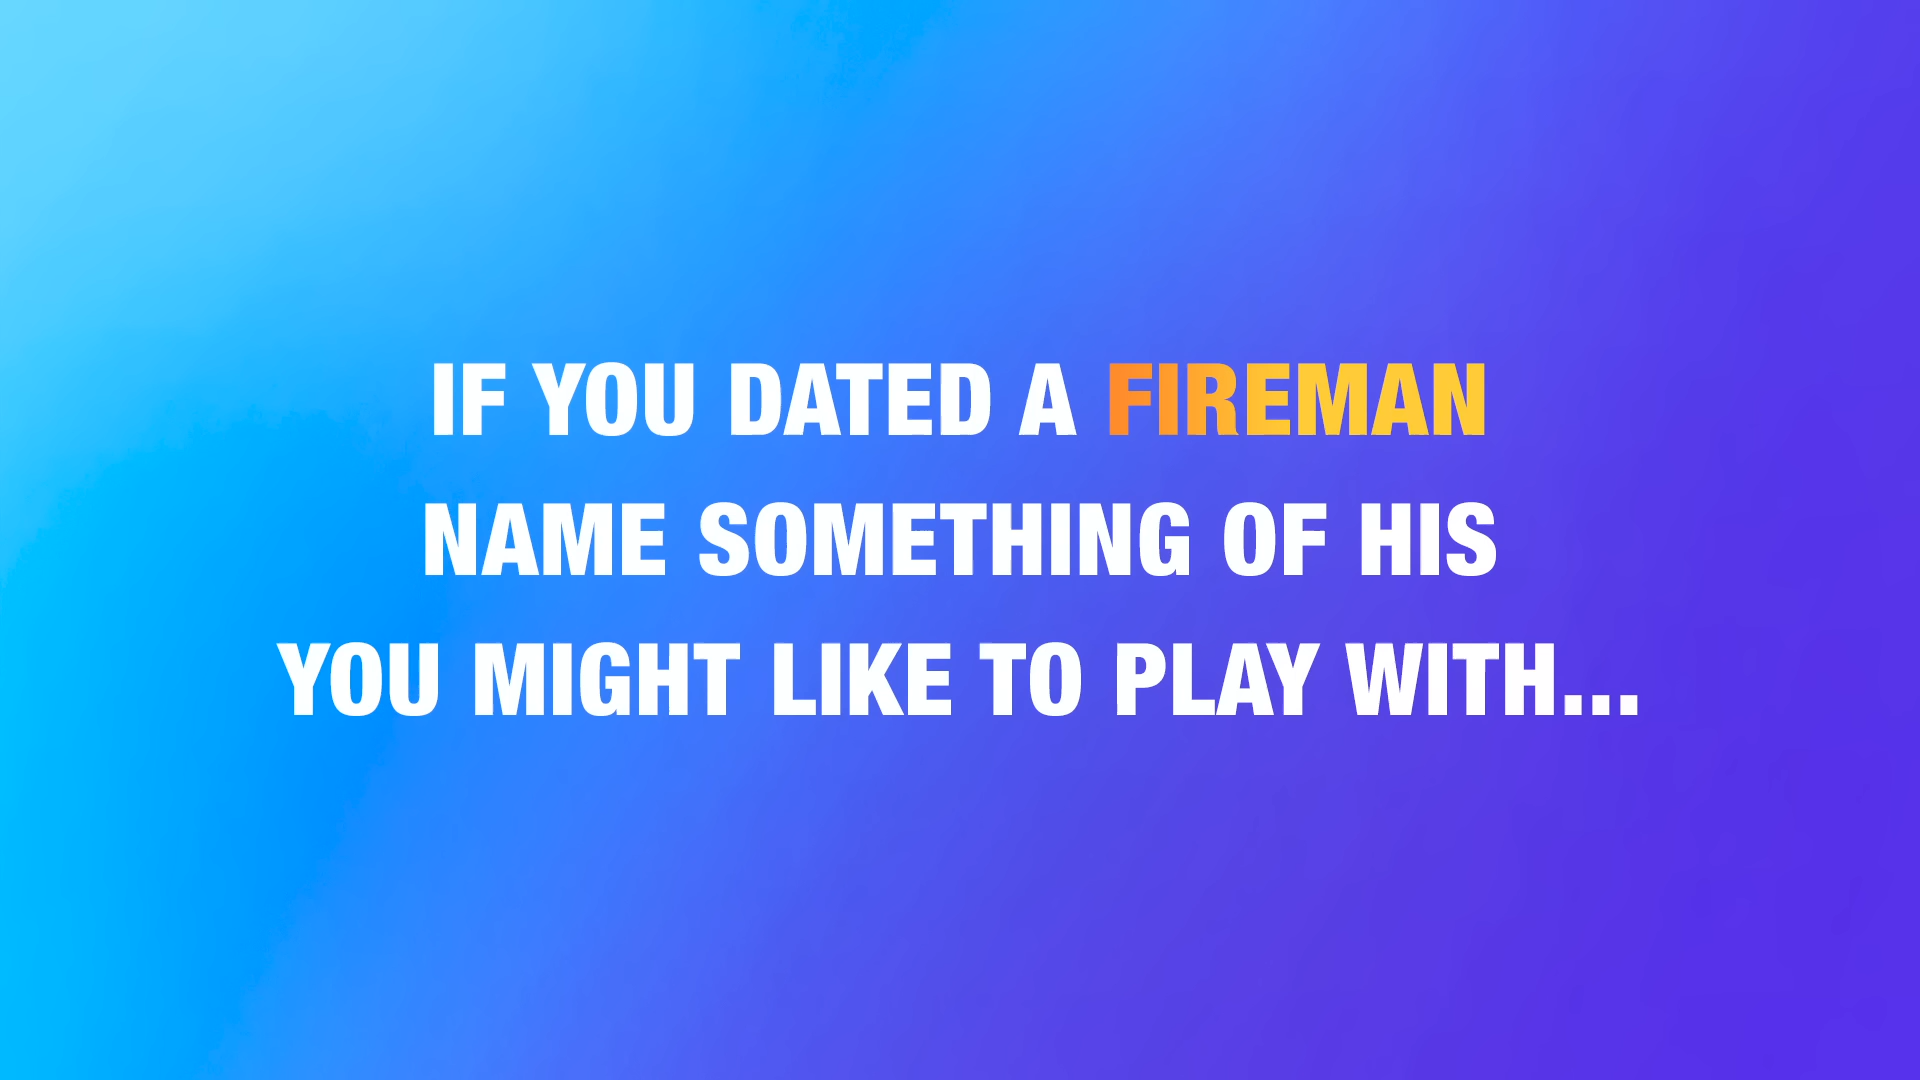 IF YOU DATED A FIREMAN
NAME SOMETHING OF HIS
YOU MIGHT LIKE TO PLAY WITH...